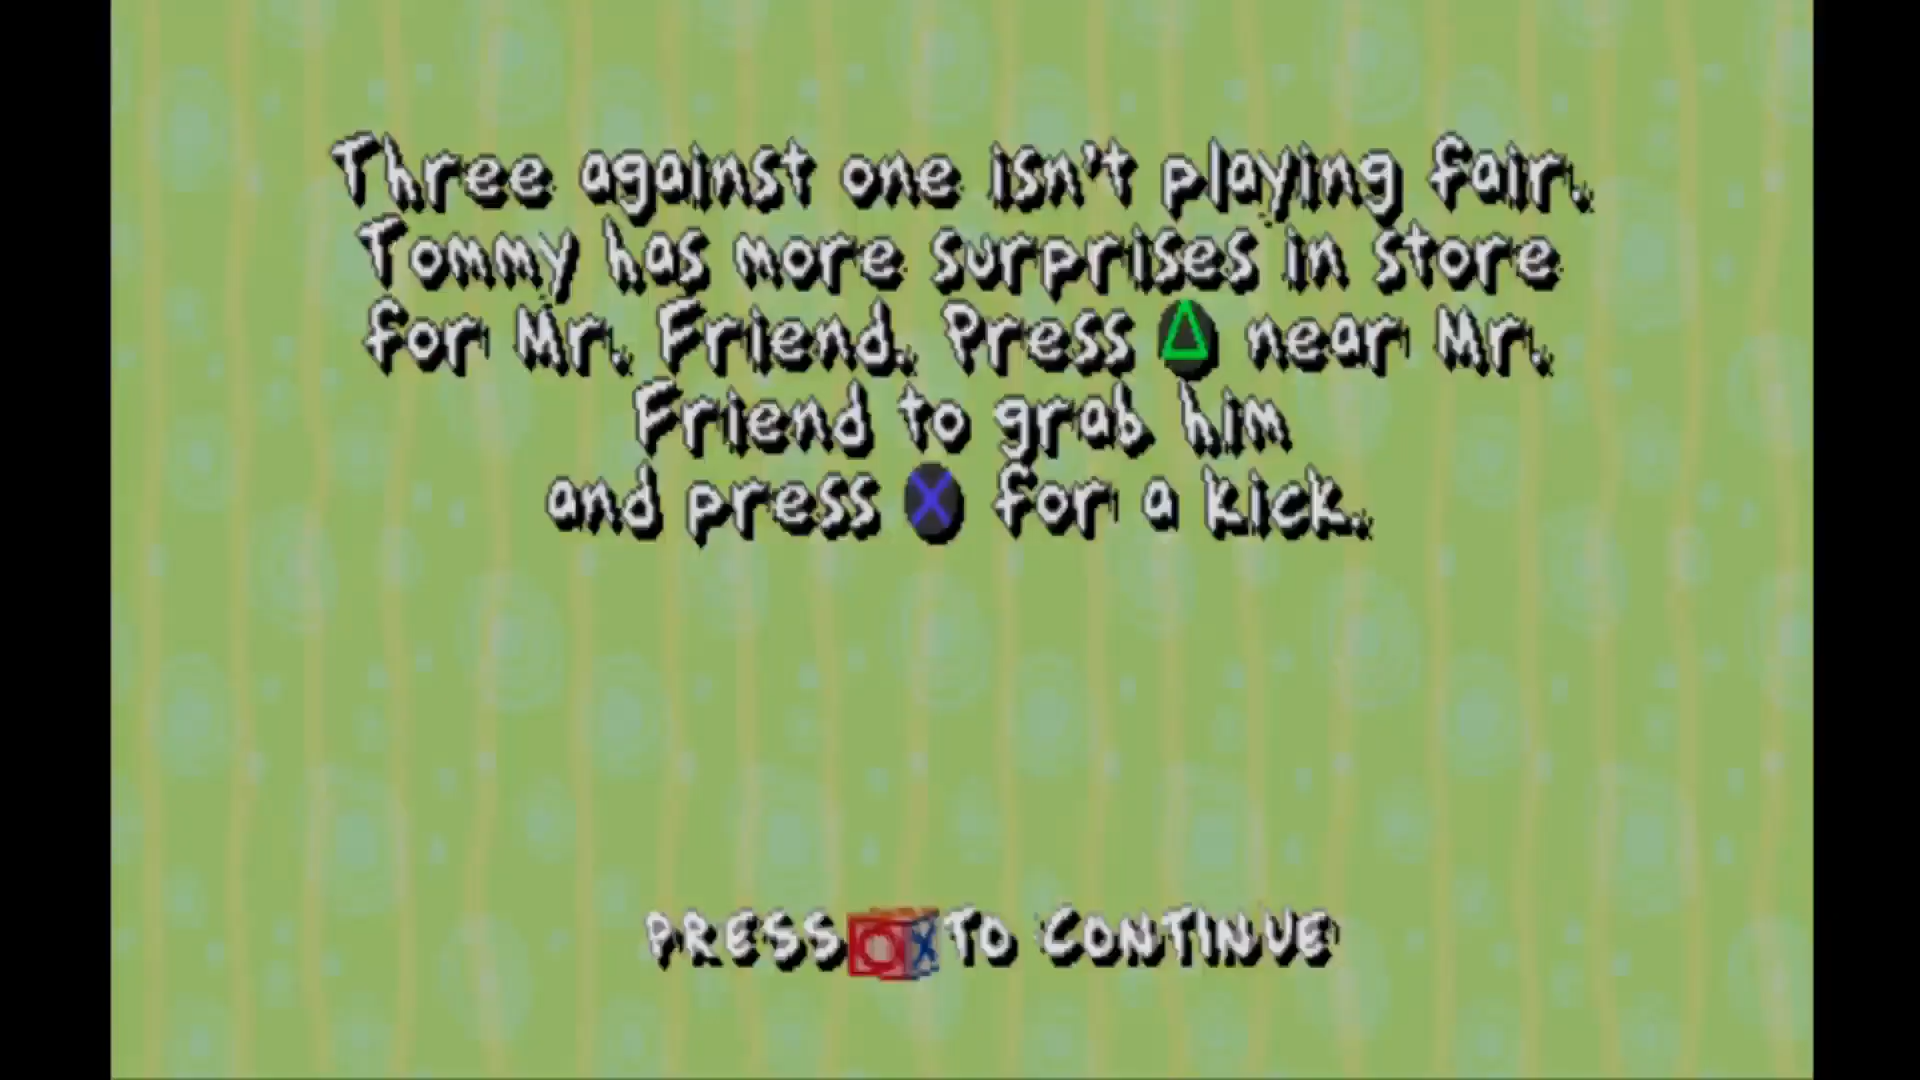 Three against one isn't playing fair.
Tommy has more surprises in store
for Mr. Friend. Press △ near Mr.
Friend to grab him
and press X for a kick.
PRESS O X TO CONTINUE